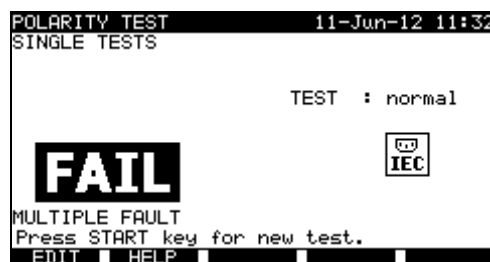 POLARITY TEST 11-Jun-12 11:32
SINGLE TESTS
TEST : normal
IEC
FAIL
MULTIPLE FAULT
Press START key for new test.
EDIT HELP